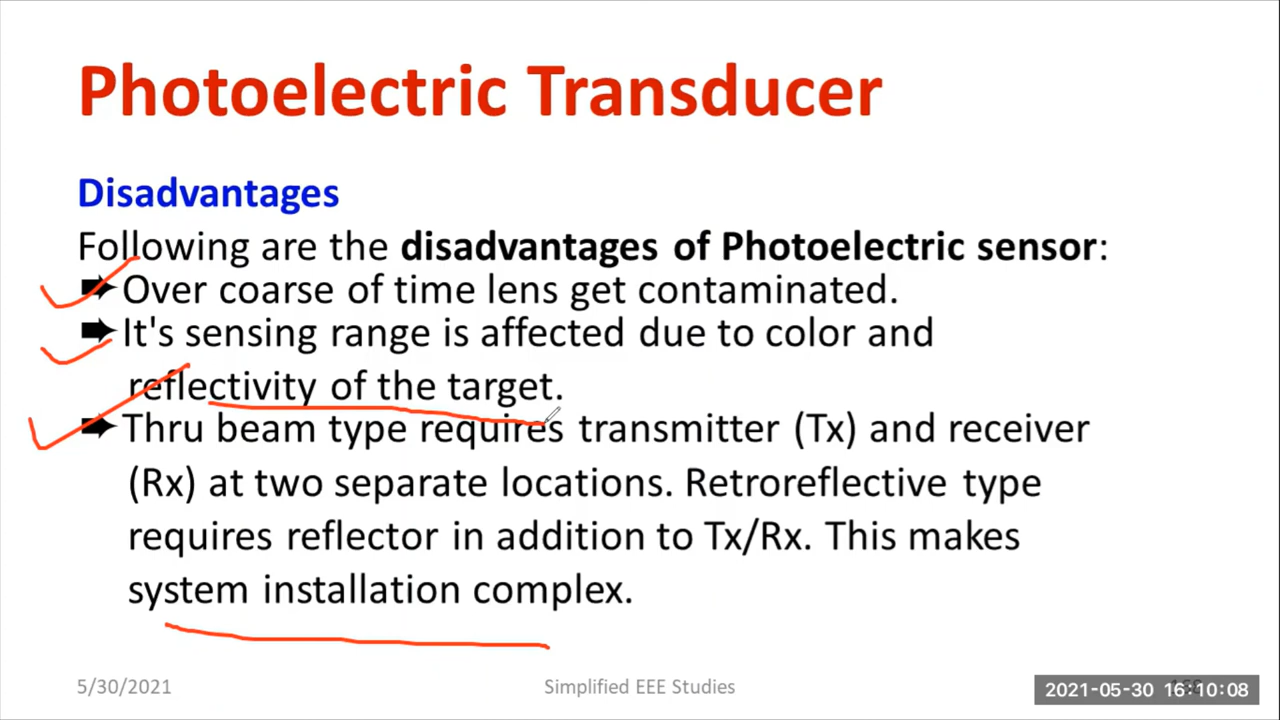 Photoelectric Transducer
Disadvantages
Following are the disadvantages of Photoelectric sensor:
Over coarse of time lens get contaminated.
It's sensing range is affected due to color and
reflectivity of the target.
Thru beam type requires transmitter (Tx) and receiver
(Rx) at two separate locations. Retroreflective type
requires reflector in addition to Tx/Rx. This makes
system installation complex.
5/30/2021
Simplified EEE Studies
2021-05-30 16:10:08